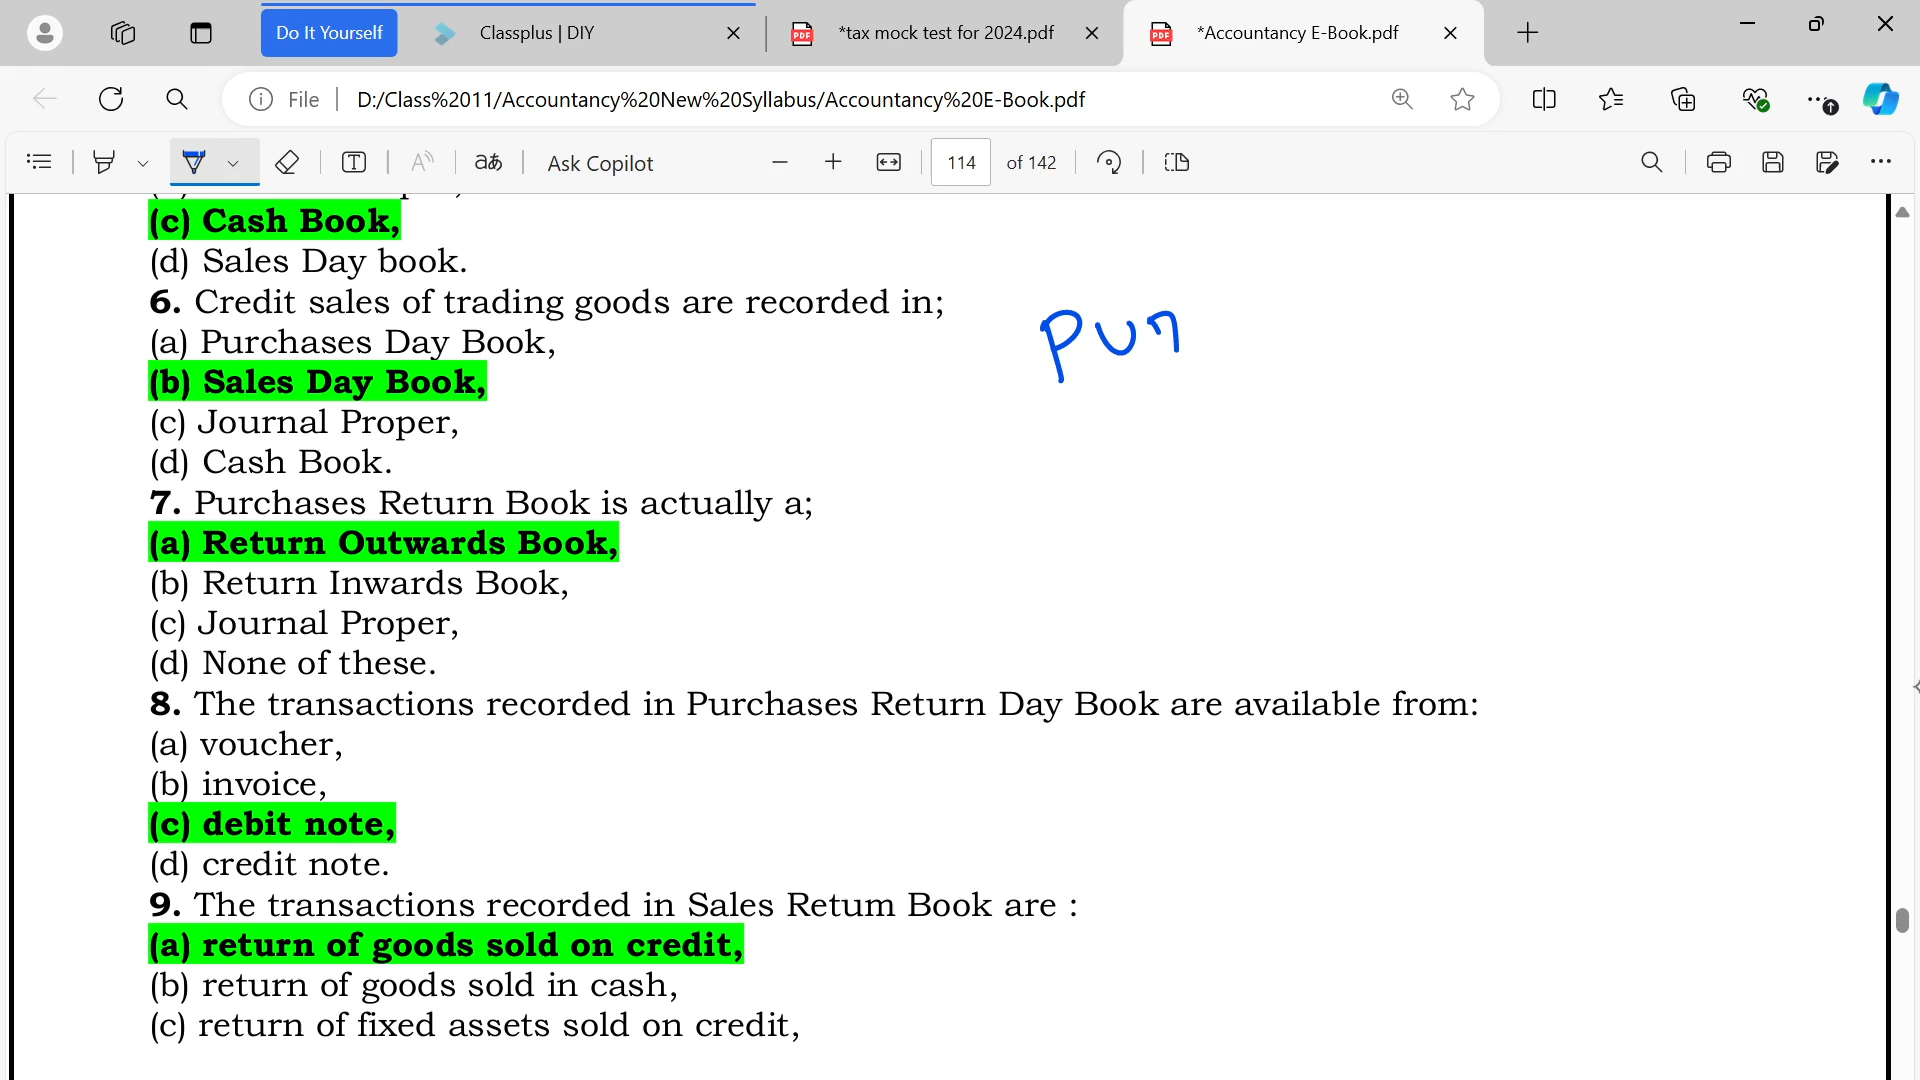 Do It Yourself
Classplus | DIY
*tax mock test for 2024.pdf
*Accountancy E-Book.pdf
File
D:/Class%2011/Accountancy%20New%20Syllabus/Accountancy%20E-Book.pdf
aあ
Ask Copilot
114 of 142
(c) Cash Book,
(d) Sales Day book.
6. Credit sales of trading goods are recorded in;
(a) Purchases Day Book,
(b) Sales Day Book,
(c) Journal Proper,
(d) Cash Book.
7. Purchases Return Book is actually a;
(a) Return Outwards Book,
(b) Return Inwards Book,
(c) Journal Proper,
(d) None of these.
8. The transactions recorded in Purchases Return Day Book are available from:
(a) voucher,
(b) invoice,
(c) debit note,
(d) credit note.
9. The transactions recorded in Sales Retum Book are :
(a) return of goods sold on credit,
(b) return of goods sold in cash,
(c) return of fixed assets sold on credit,
pur